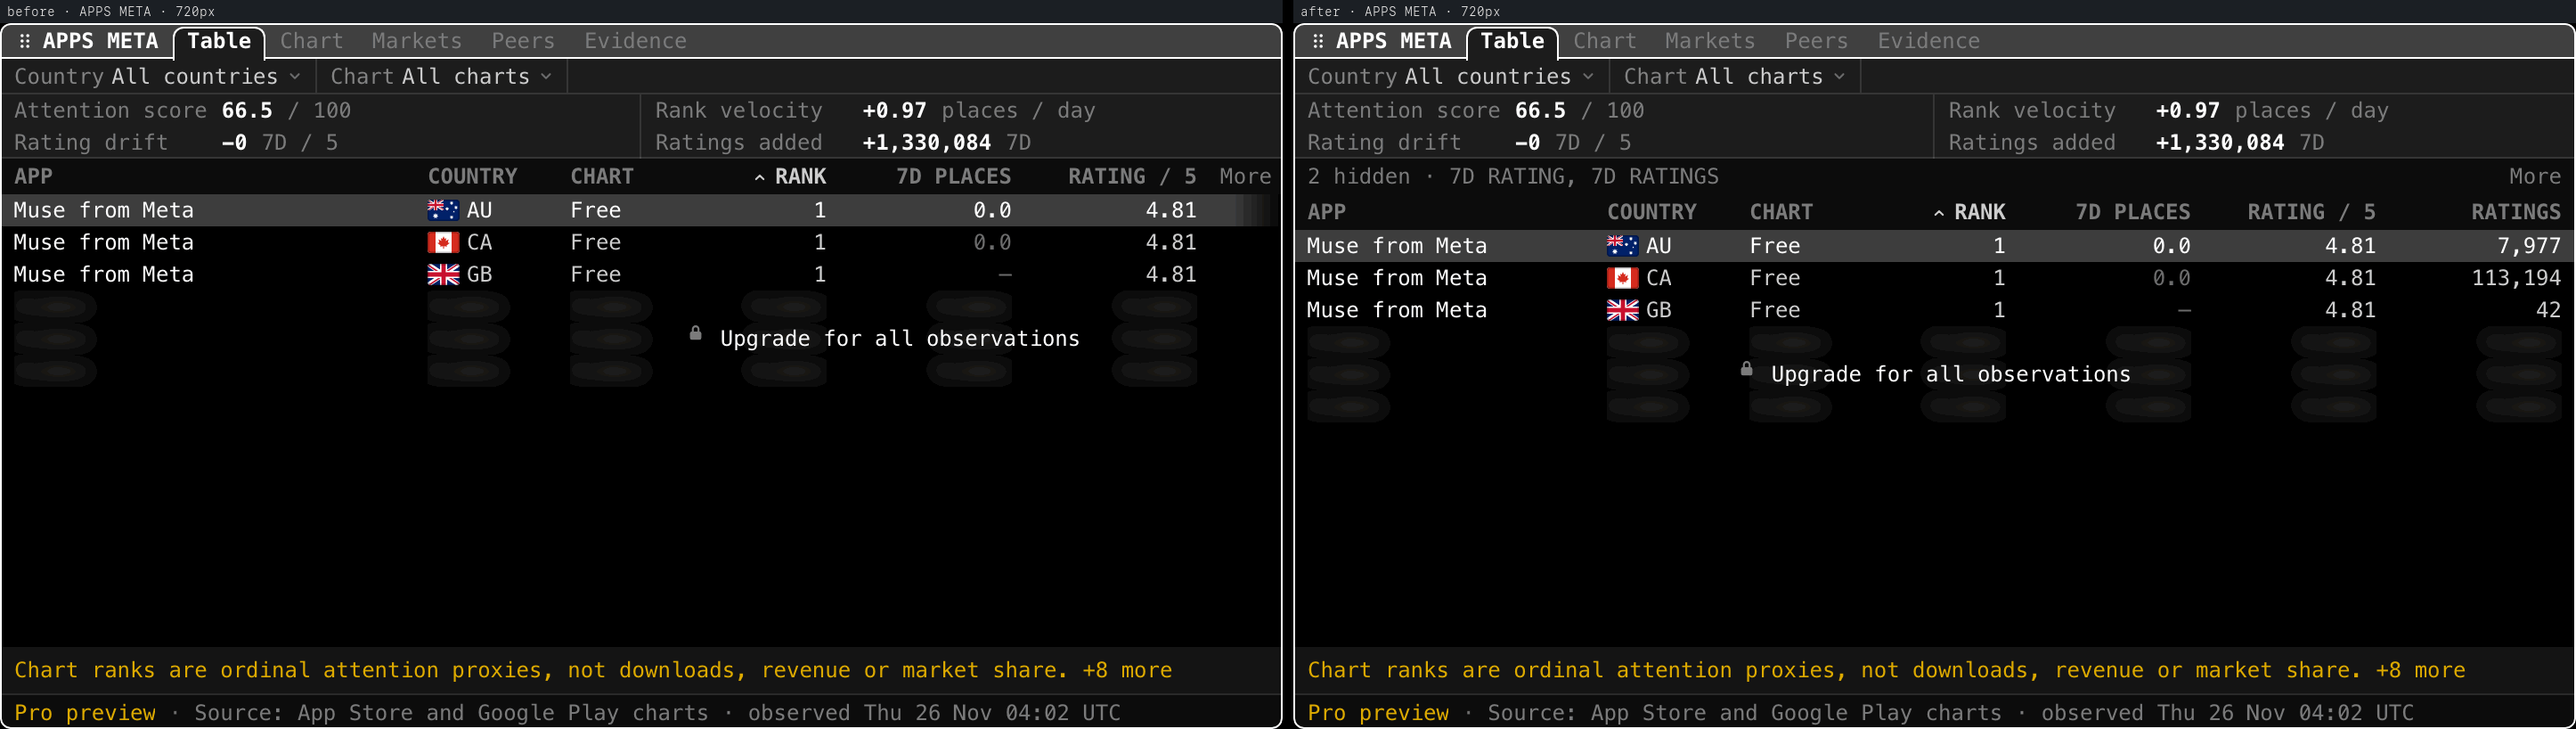 before · APPS META · 720px
APPS META Table Chart Markets Peers Evidence
Country All countries Chart All charts
Attention score 66.5 / 100 Rank velocity +0.97 places / day
Rating drift −0 7D / 5 Ratings added +1,330,084 7D
APP COUNTRY CHART RANK 7D PLACES RATING / 5 More
Muse from Meta AU Free 1 0.0 4.81
Muse from Meta CA Free 1 0.0 4.81
Muse from Meta GB Free 1 — 4.81
Upgrade for all observations
Chart ranks are ordinal attention proxies, not downloads, revenue or market share. +8 more
Pro preview · Source: App Store and Google Play charts · observed Thu 26 Nov 04:02 UTC
after · APPS META · 720px
APPS META Table Chart Markets Peers Evidence
Country All countries Chart All charts
Attention score 66.5 / 100 Rank velocity +0.97 places / day
Rating drift −0 7D / 5 Ratings added +1,330,084 7D
2 hidden · 7D RATING, 7D RATINGS More
APP COUNTRY CHART RANK 7D PLACES RATING / 5 RATINGS
Muse from Meta AU Free 1 0.0 4.81 7,977
Muse from Meta CA Free 1 0.0 4.81 113,194
Muse from Meta GB Free 1 — 4.81 42
Upgrade for all observations
Chart ranks are ordinal attention proxies, not downloads, revenue or market share. +8 more
Pro preview · Source: App Store and Google Play charts · observed Thu 26 Nov 04:02 UTC